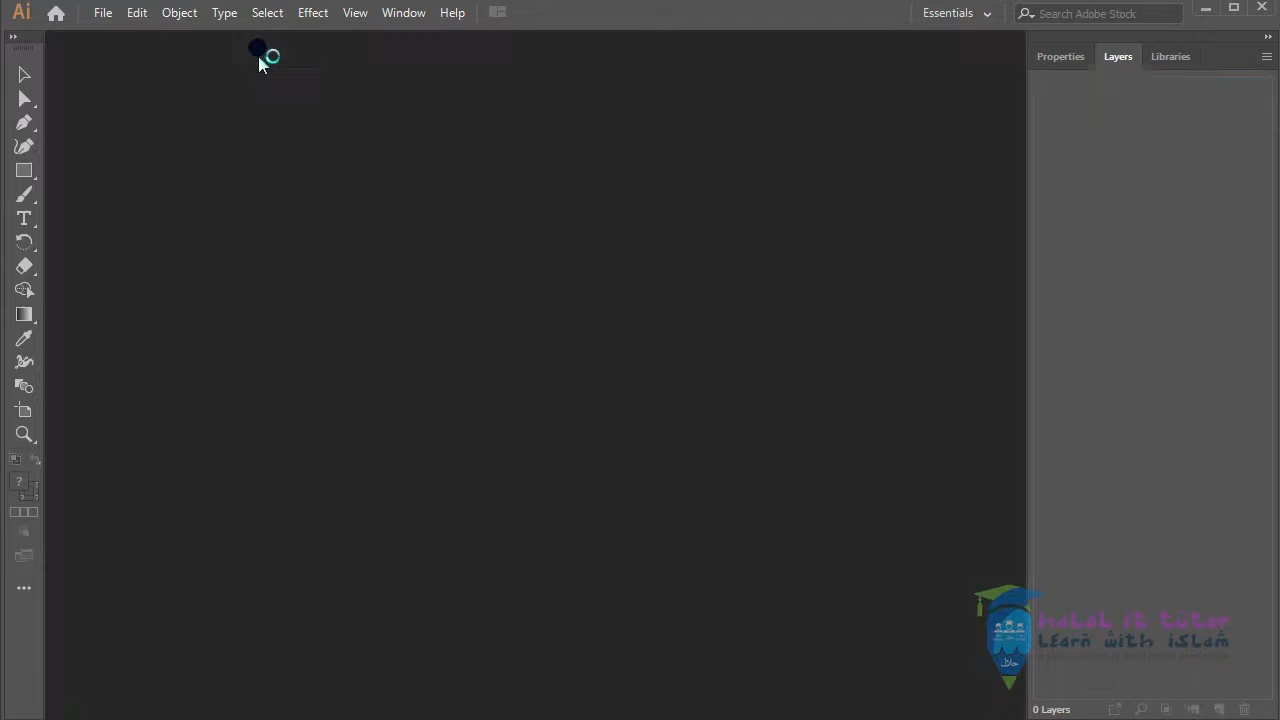 Ai File Edit Object Type Select Effect View Window Help Essentials Search Adobe Stock
Properties Layers Libraries
T
?
halal it tutor
Learn with islam
حلال
0 Layers